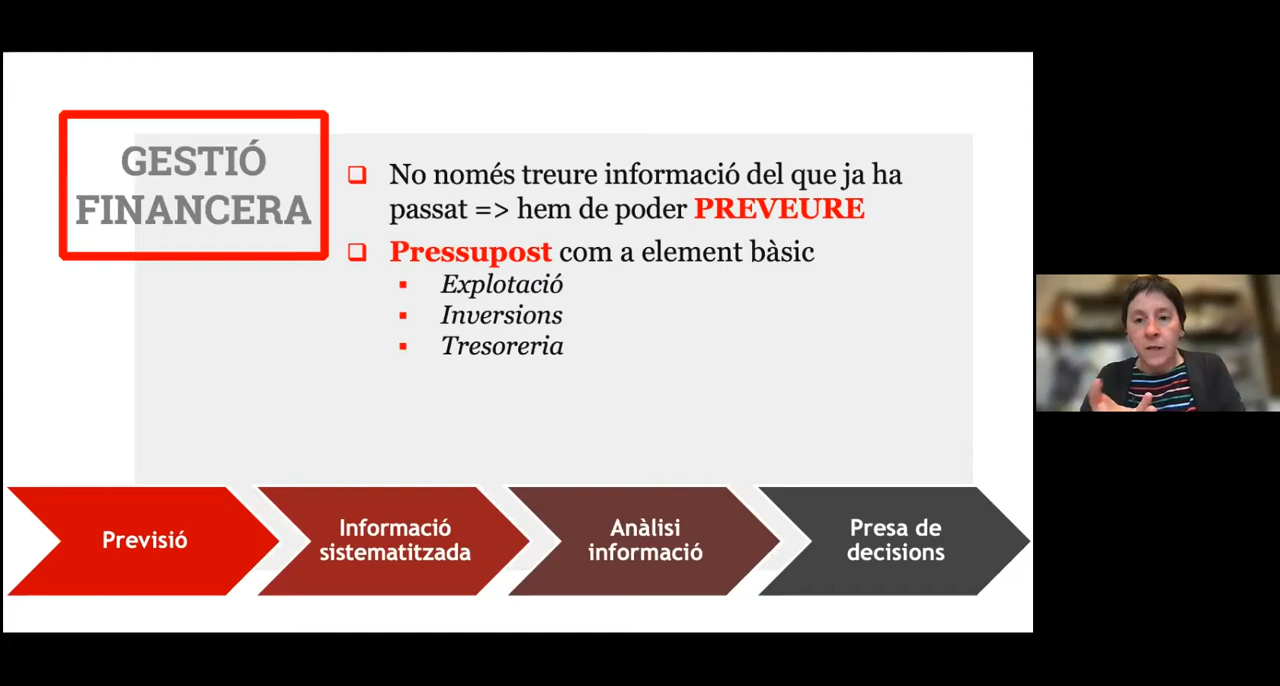 GESTIÓ
FINANCERA
No només treure informació del que ja ha
passat => hem de poder PREVEURE
Pressupost com a element bàsic
Explotació
Inversions
Tresoreria
Previsió
Informació
sistematitzada
Anàlisi
informació
Presa de
decisions